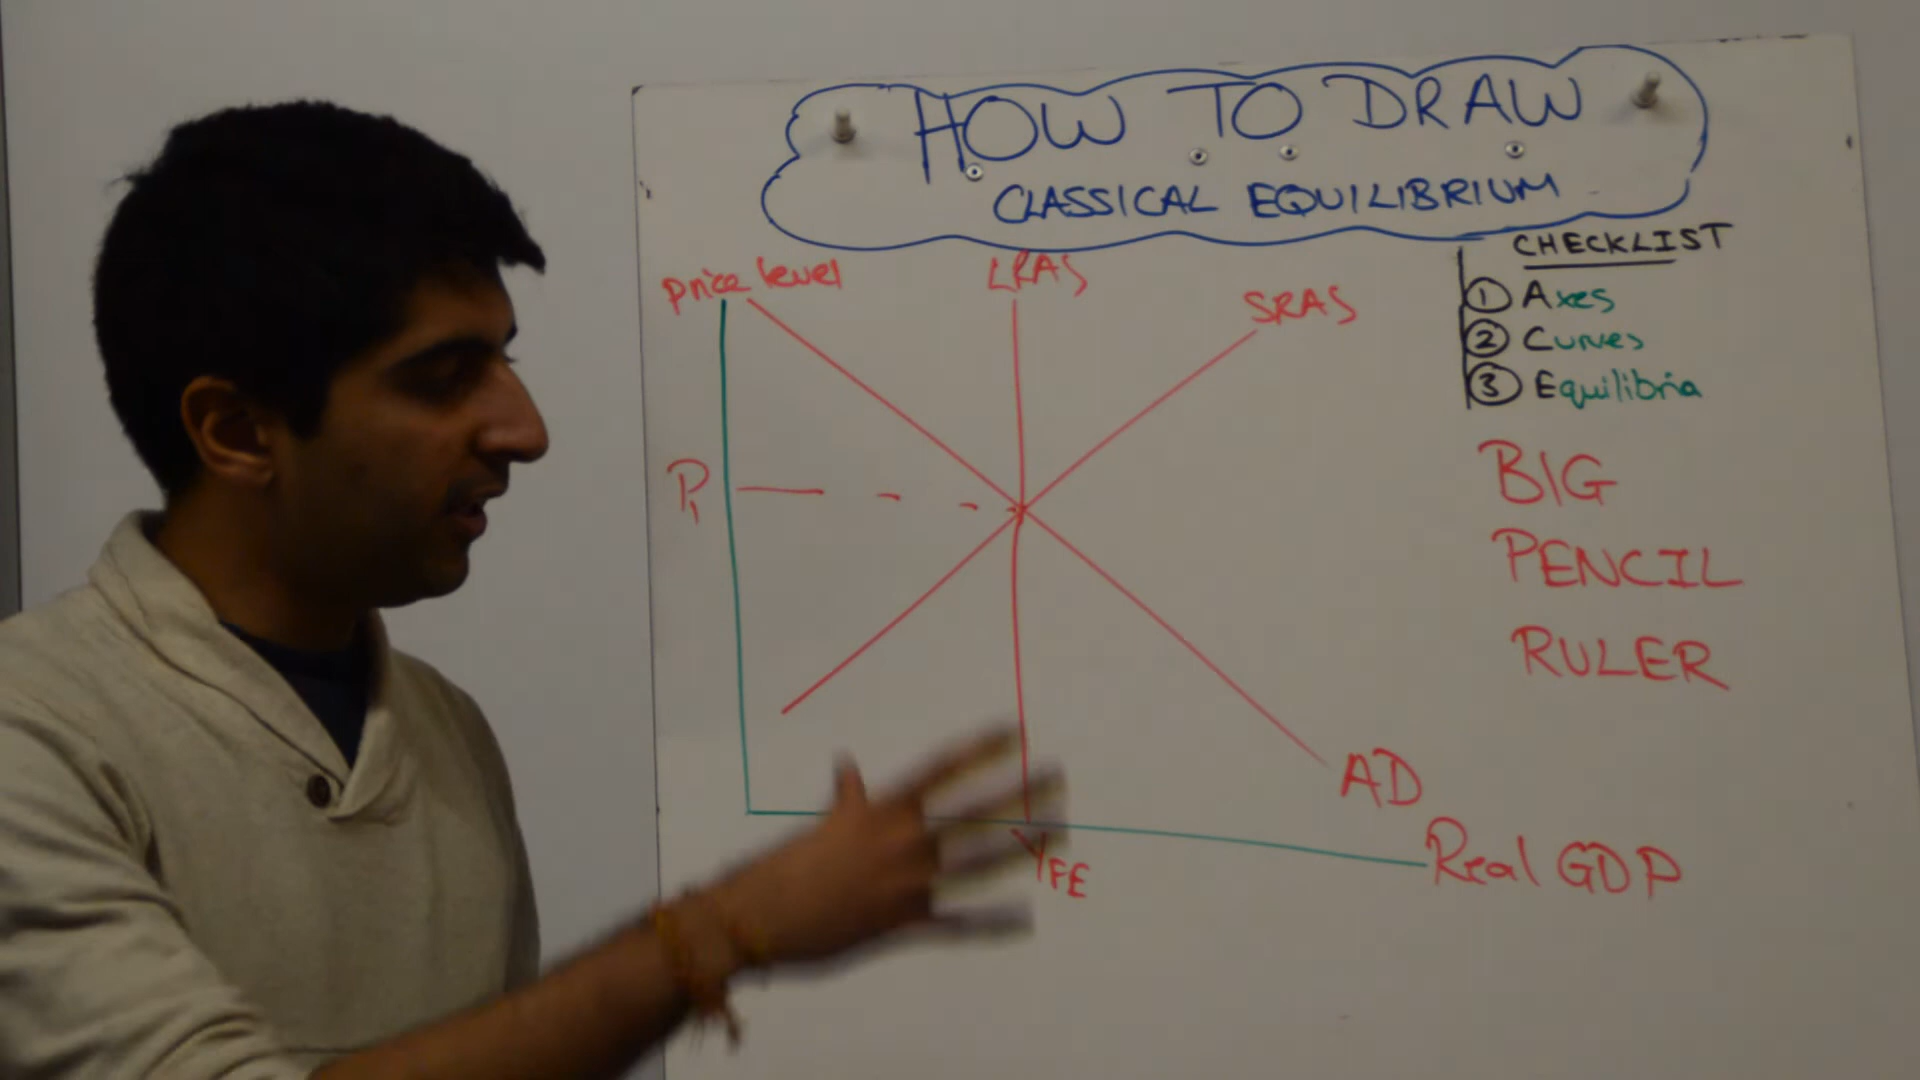 HOW TO DRAW
CLASSICAL EQUILIBRIUM
CHECKLIST
① Axes
② Curves
③ Equilibria
BIG
PENCIL
RULER
price level
LRAS
SRAS
P1
AD
YFE
Real GDP